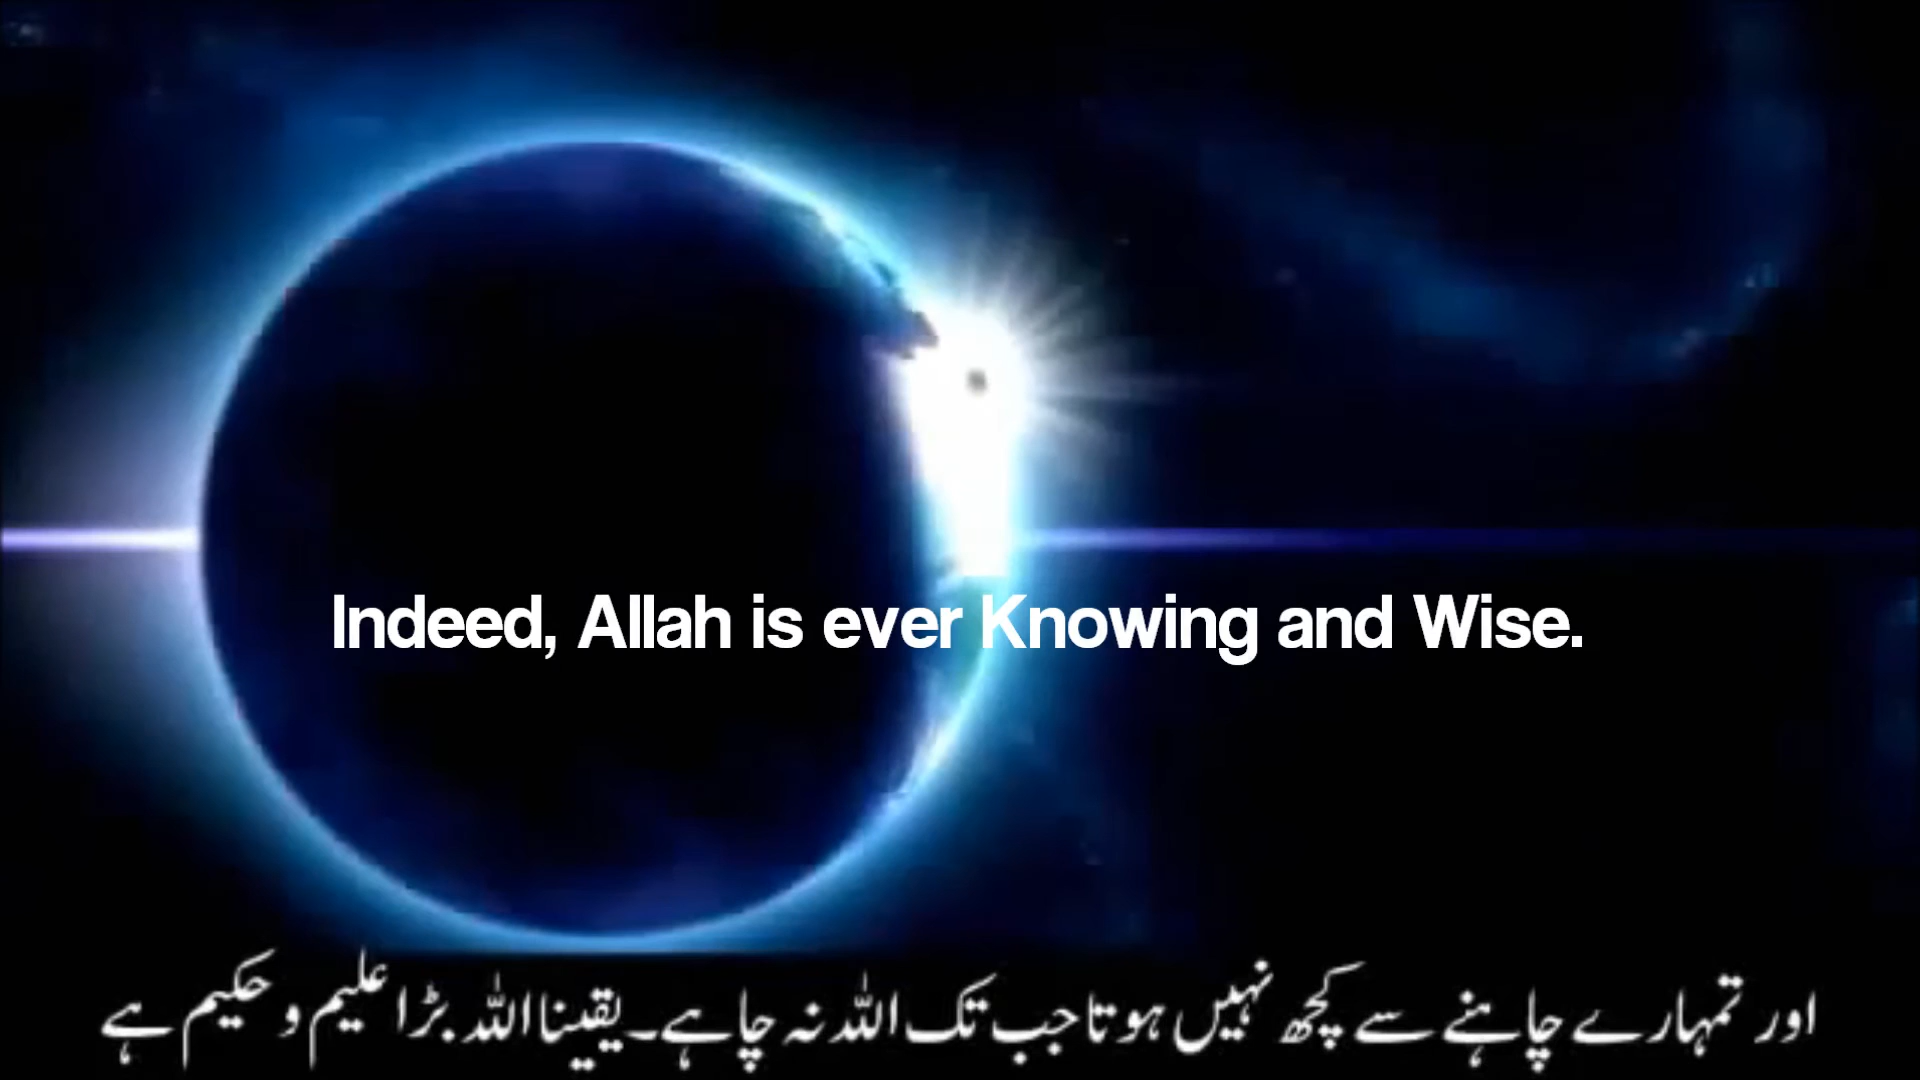 Indeed, Allah is ever Knowing and Wise.
اور تمہارے چاہنے سے کچھ نہیں ہوتا جب تک اللہ نہ چاہے۔ یقینا اللہ بڑا علیم و حکیم ہے